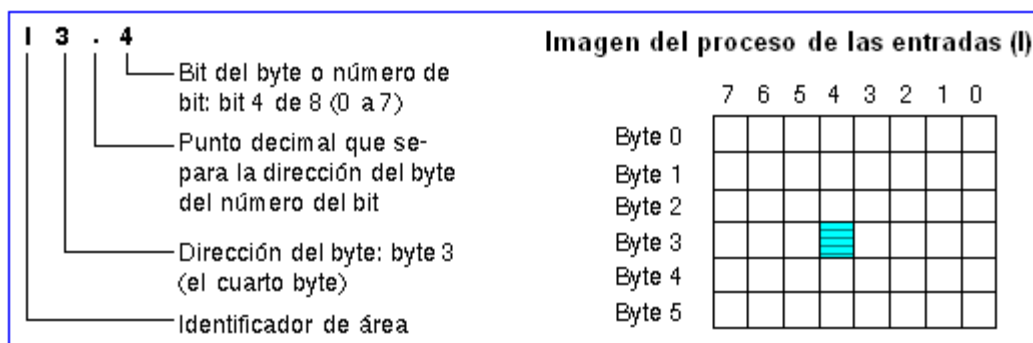 I 3 . 4
Bit del byte o número de
bit: bit 4 de 8 (0 a 7)
Punto decimal que se-
para la dirección del byte
del número del bit
Dirección del byte: byte 3
(el cuarto byte)
Identificador de área
Imagen del proceso de las entradas (I)
7 6 5 4 3 2 1 0
Byte 0
Byte 1
Byte 2
Byte 3
Byte 4
Byte 5